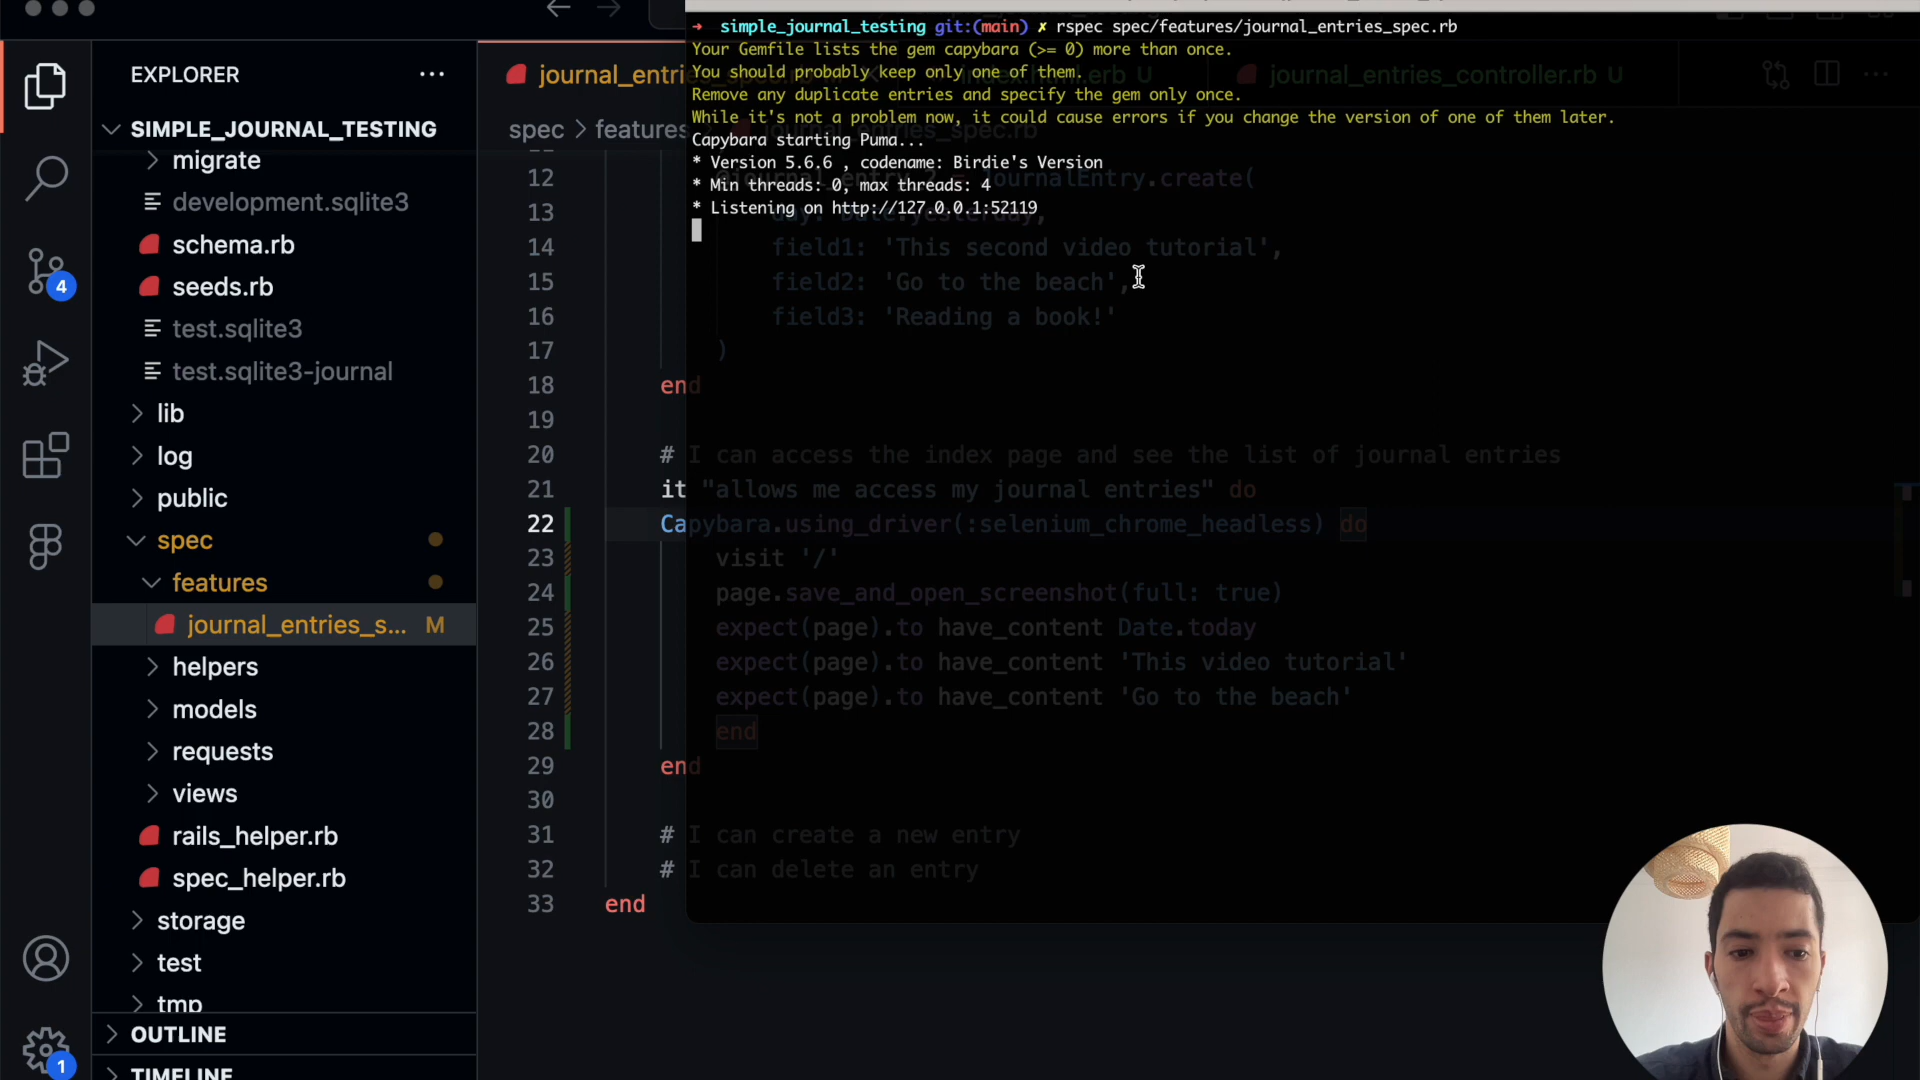 EXPLORER
SIMPLE_JOURNAL_TESTING
migrate
development.sqlite3
schema.rb
seeds.rb
test.sqlite3
test.sqlite3-journal
lib
log
public
spec
features
journal_entries_s... M
helpers
models
requests
views
rails_helper.rb
spec_helper.rb
storage
test
tmp
OUTLINE
TIMELINE
4
1
journal_entri
erb U
journal_entries_controller.rb U
spec > features
➜ simple_journal_testing git:(main) ✗ rspec spec/features/journal_entries_spec.rb
Your Gemfile lists the gem capybara (>= 0) more than once.
You should probably keep only one of them.
Remove any duplicate entries and specify the gem only once.
While it's not a problem now, it could cause errors if you change the version of one of them later.
Capybara starting Puma...
* Version 5.6.6 , codename: Birdie's Version
* Min threads: 0, max threads: 4
* Listening on http://127.0.0.1:52119
12 @journal_entry_2 = JournalEntry.create(
13 day: Date.yesterday,
14 field1: 'This second video tutorial',
15 field2: 'Go to the beach',
16 field3: 'Reading a book!'
17 )
18 end
19
20 # I can access the index page and see the list of journal entries
21 it "allows me access my journal entries" do
22 Capybara.using_driver(:selenium_chrome_headless) do
23 visit '/'
24 page.save_and_open_screenshot(full: true)
25 expect(page).to have_content Date.today
26 expect(page).to have_content 'This video tutorial'
27 expect(page).to have_content 'Go to the beach'
28 end
29 end
30
31 # I can create a new entry
32 # I can delete an entry
33 end